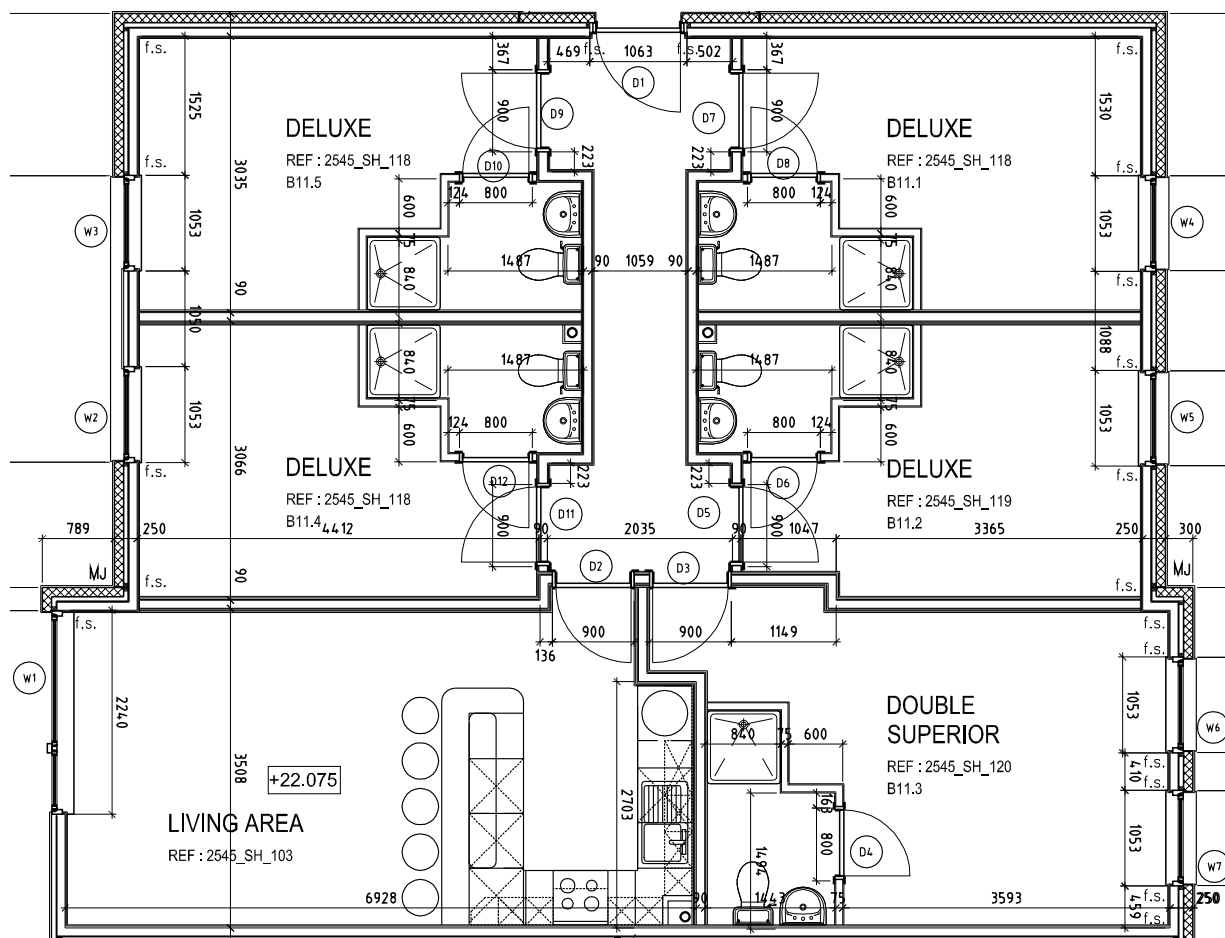 f.s.
367
469
f.s.
1063
f.s.
502
367
f.s.
D1
1525
900
D9
D7
900
1530
DELUXE
REF : 2545_SH_118
B11.5
DELUXE
REF : 2545_SH_118
B11.1
f.s.
3035
D10
223
223
D8
f.s.
600
124
800
800
124
600
W3
1053
1053
W4
75
75
1487
90
1059
90
1487
840
840
90
f.s.
1050
1088
840
1487
1487
840
f.s.
W2
1053
1053
W5
75
75
124
800
800
124
600
600
f.s.
3066
DELUXE
REF : 2545_SH_118
B11.4
D12
223
223
D6
DELUXE
REF : 2545_SH_119
B11.2
f.s.
D11
D5
900
900
789
250
4412
90
2035
90
1047
3365
250
300
MJ
f.s.
90
D2
D3
f.s.
MJ
f.s.
f.s.
900
900
1149
136
W1
2240
f.s.
1053
DOUBLE
SUPERIOR
REF : 2545_SH_120
B11.3
840
75
600
W6
3508
+22.075
f.s.
410
f.s.
2703
163
LIVING AREA
REF : 2545_SH_103
1494
800
D4
1053
W7
6928
90
1443
75
3593
f.s.
459
f.s.
250